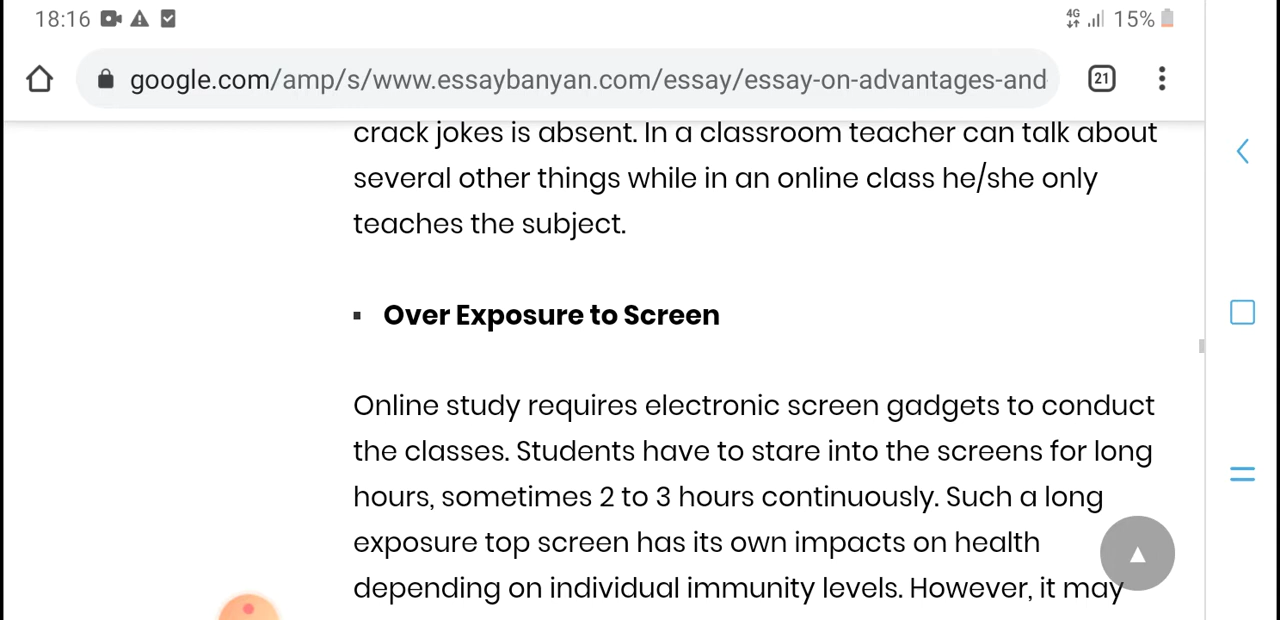 18:16
4G 15%
google.com/amp/s/www.essaybanyan.com/essay/essay-on-advantages-and
21
crack jokes is absent. In a classroom teacher can talk about
several other things while in an online class he/she only
teaches the subject.
▪ Over Exposure to Screen
Online study requires electronic screen gadgets to conduct
the classes. Students have to stare into the screens for long
hours, sometimes 2 to 3 hours continuously. Such a long
exposure top screen has its own impacts on health
depending on individual immunity levels. However, it may